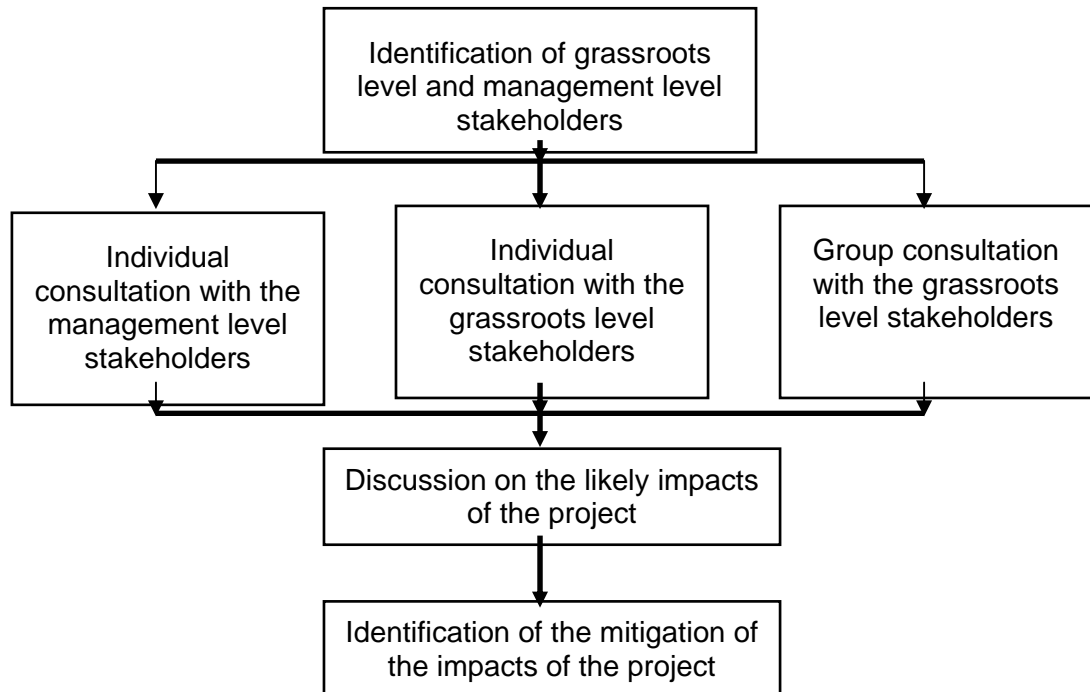 Identification of grassroots
level and management level
stakeholders
Individual
consultation with the
management level
stakeholders
Individual
consultation with the
grassroots level
stakeholders
Group consultation
with the grassroots
level stakeholders
Discussion on the likely impacts
of the project
Identification of the mitigation of
the impacts of the project